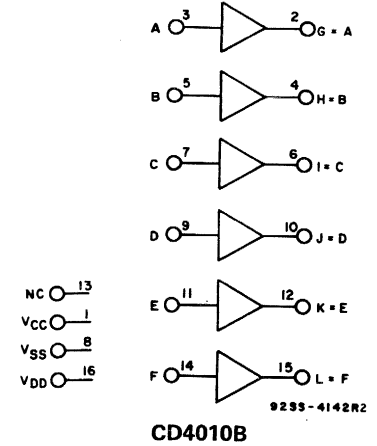 A 3 2 G = A
B 5 4 H = B
C 7 6 I = C
D 9 10 J = D
NC 13
E 11 12 K = E
VCC 1
VSS 8
F 14 15 L = F
VDD 16
92SS-4142R2
CD4010B